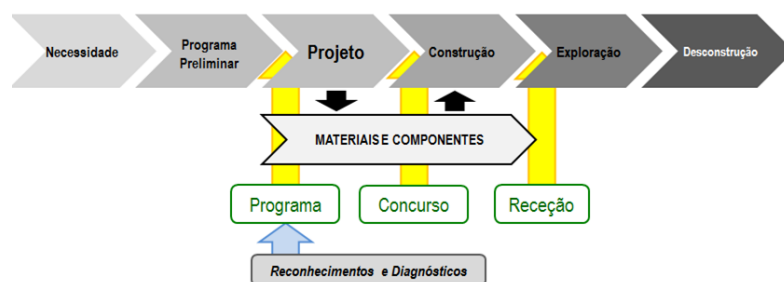 Necessidade
Programa
Preliminar
Projeto
Construção
Exploração
Desconstrução
MATERIAIS E COMPONENTES
Programa
Concurso
Receção
Reconhecimentos e Diagnósticos